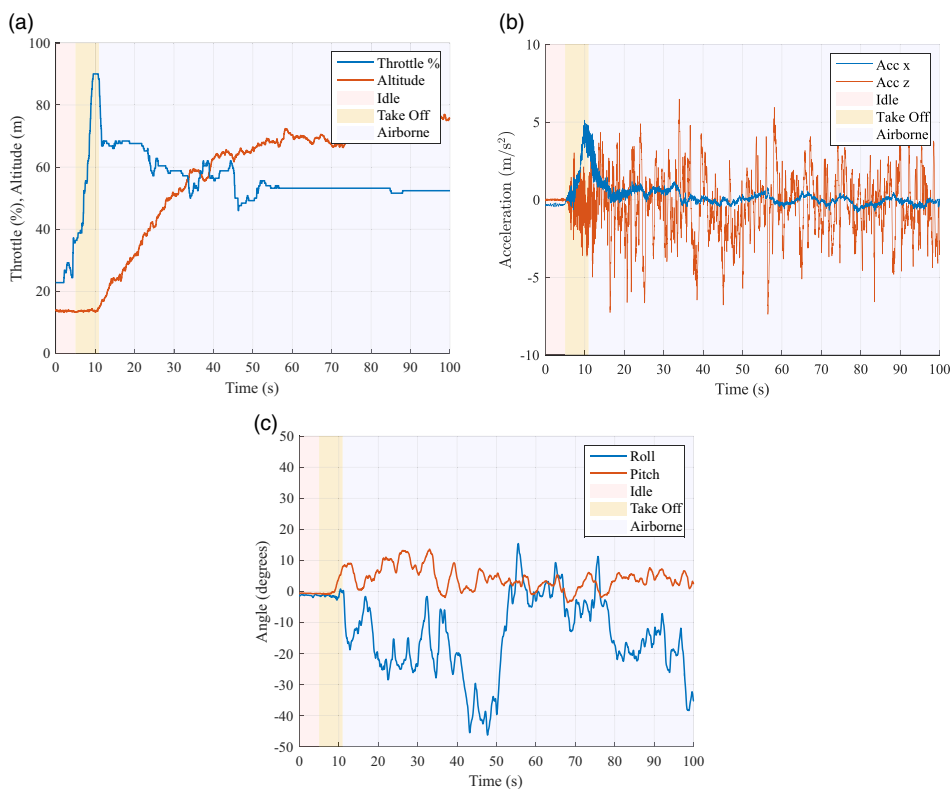 (a)
100
80
60
40
20
0
Throttle (%), Altitude (m)
Throttle %
Altitude
Idle
Take Off
Airborne
0 10 20 30 40 50 60 70 80 90 100
Time (s)
(b)
10
5
0
-5
-10
Acceleration (m/s²)
Acc x
Acc z
Idle
Take Off
Airborne
0 10 20 30 40 50 60 70 80 90 100
Time (s)
(c)
50
40
30
20
10
0
-10
-20
-30
-40
-50
Angle (degrees)
Roll
Pitch
Idle
Take Off
Airborne
0 10 20 30 40 50 60 70 80 90 100
Time (s)